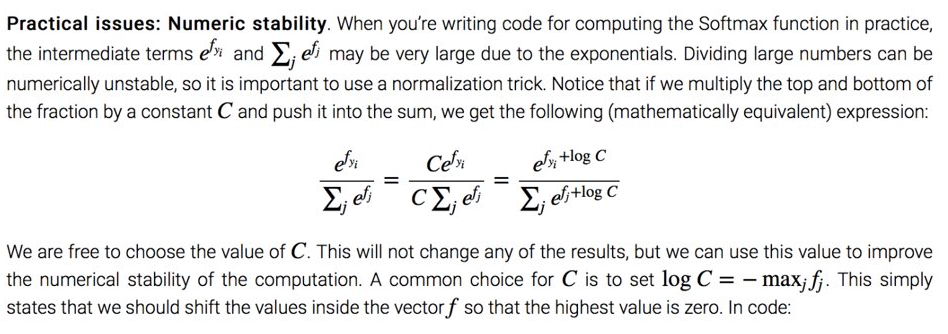 Practical issues: Numeric stability. When you're writing code for computing the Softmax function in practice,
the intermediate terms e^{f_{y_i}} and ∑_j e^{f_j} may be very large due to the exponentials. Dividing large numbers can be
numerically unstable, so it is important to use a normalization trick. Notice that if we multiply the top and bottom of
the fraction by a constant C and push it into the sum, we get the following (mathematically equivalent) expression:
\frac{e^{f_{y_i}}}{∑_j e^{f_j}} = \frac{Ce^{f_{y_i}}}{C ∑_j e^{f_j}} = \frac{e^{f_{y_i}+log C}}{∑_j e^{f_j+log C}}
We are free to choose the value of C. This will not change any of the results, but we can use this value to improve
the numerical stability of the computation. A common choice for C is to set log C = − max_j f_j. This simply
states that we should shift the values inside the vector f so that the highest value is zero. In code: